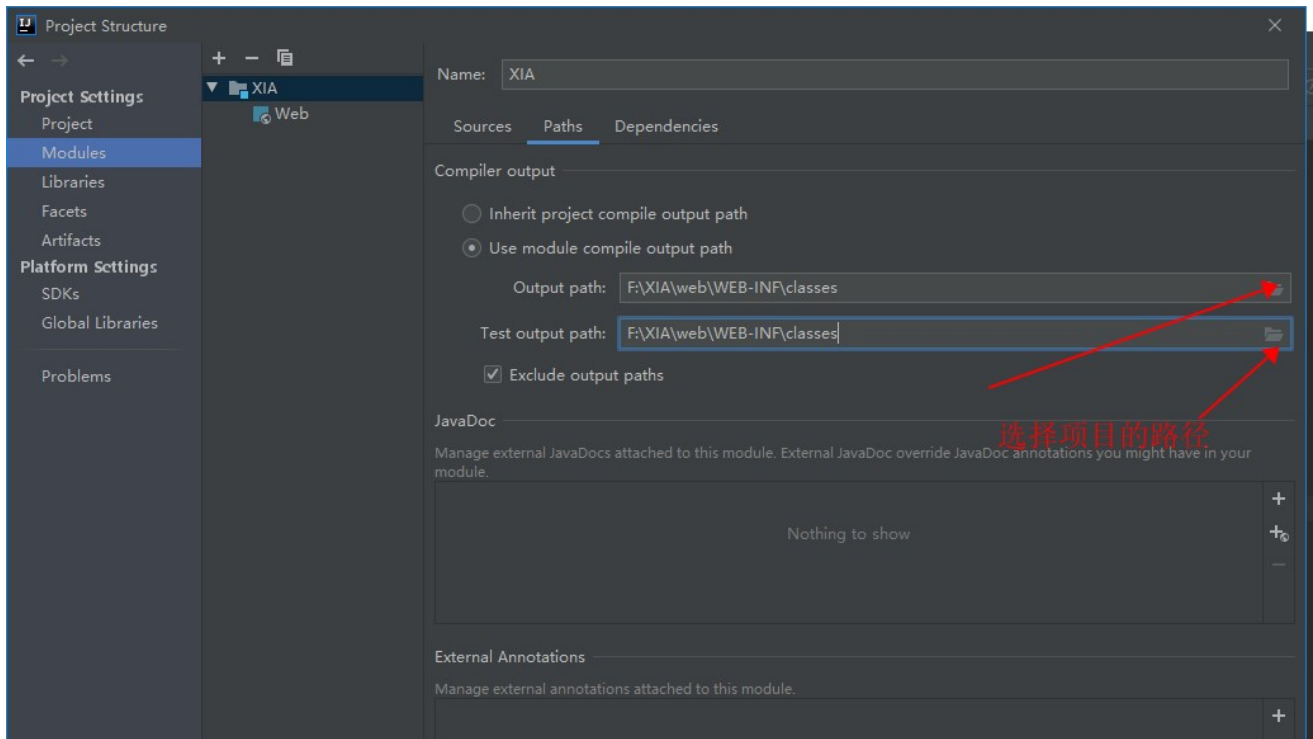 Project Structure
Project Settings
Project
Modules
Libraries
Facets
Artifacts
Platform Settings
SDKs
Global Libraries
Problems
XIA
Web
Name: XIA
Sources Paths Dependencies
Compiler output
Inherit project compile output path
Use module compile output path
Output path: F:\XIA\web\WEB-INF\classes
Test output path: F:\XIA\web\WEB-INF\classes
Exclude output paths
选择项目的路径
JavaDoc
Manage external JavaDocs attached to this module. External JavaDoc override JavaDoc annotations you might have in your
module.
Nothing to show
External Annotations
Manage external annotations attached to this module.